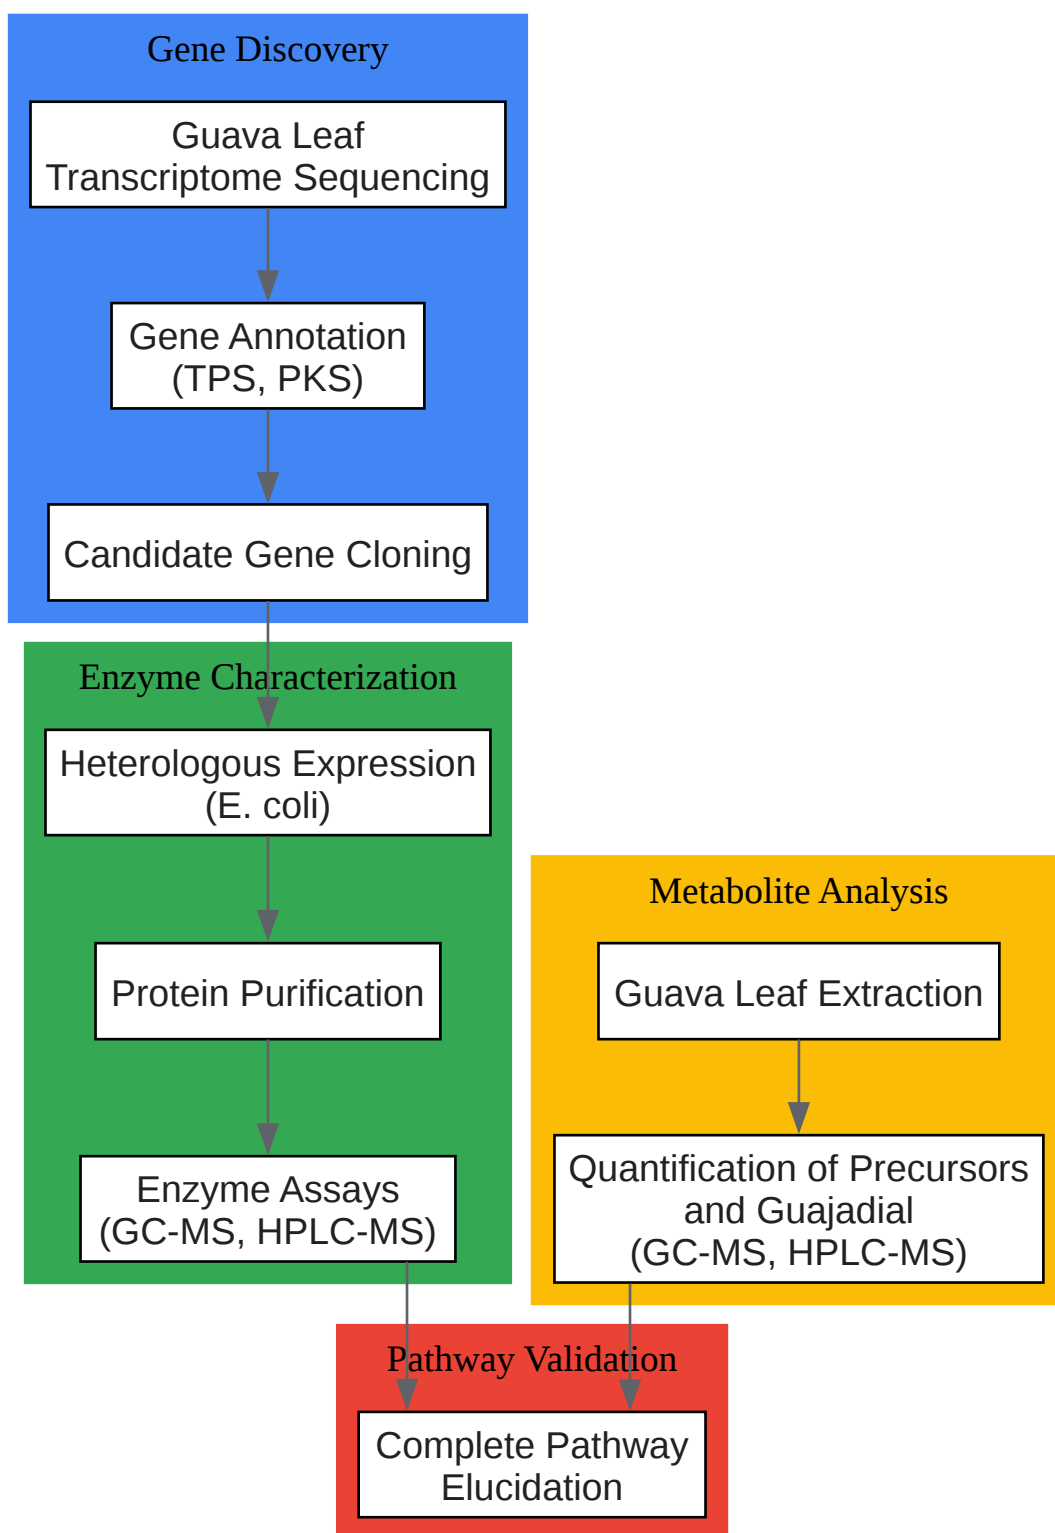 Gene Discovery
Guava Leaf
Transcriptome Sequencing
Gene Annotation
(TPS, PKS)
Candidate Gene Cloning
Enzyme Characterization
Heterologous Expression
(E. coli)
Protein Purification
Enzyme Assays
(GC-MS, HPLC-MS)
Metabolite Analysis
Guava Leaf Extraction
Quantification of Precursors
and Guajadial
(GC-MS, HPLC-MS)
Pathway Validation
Complete Pathway
Elucidation